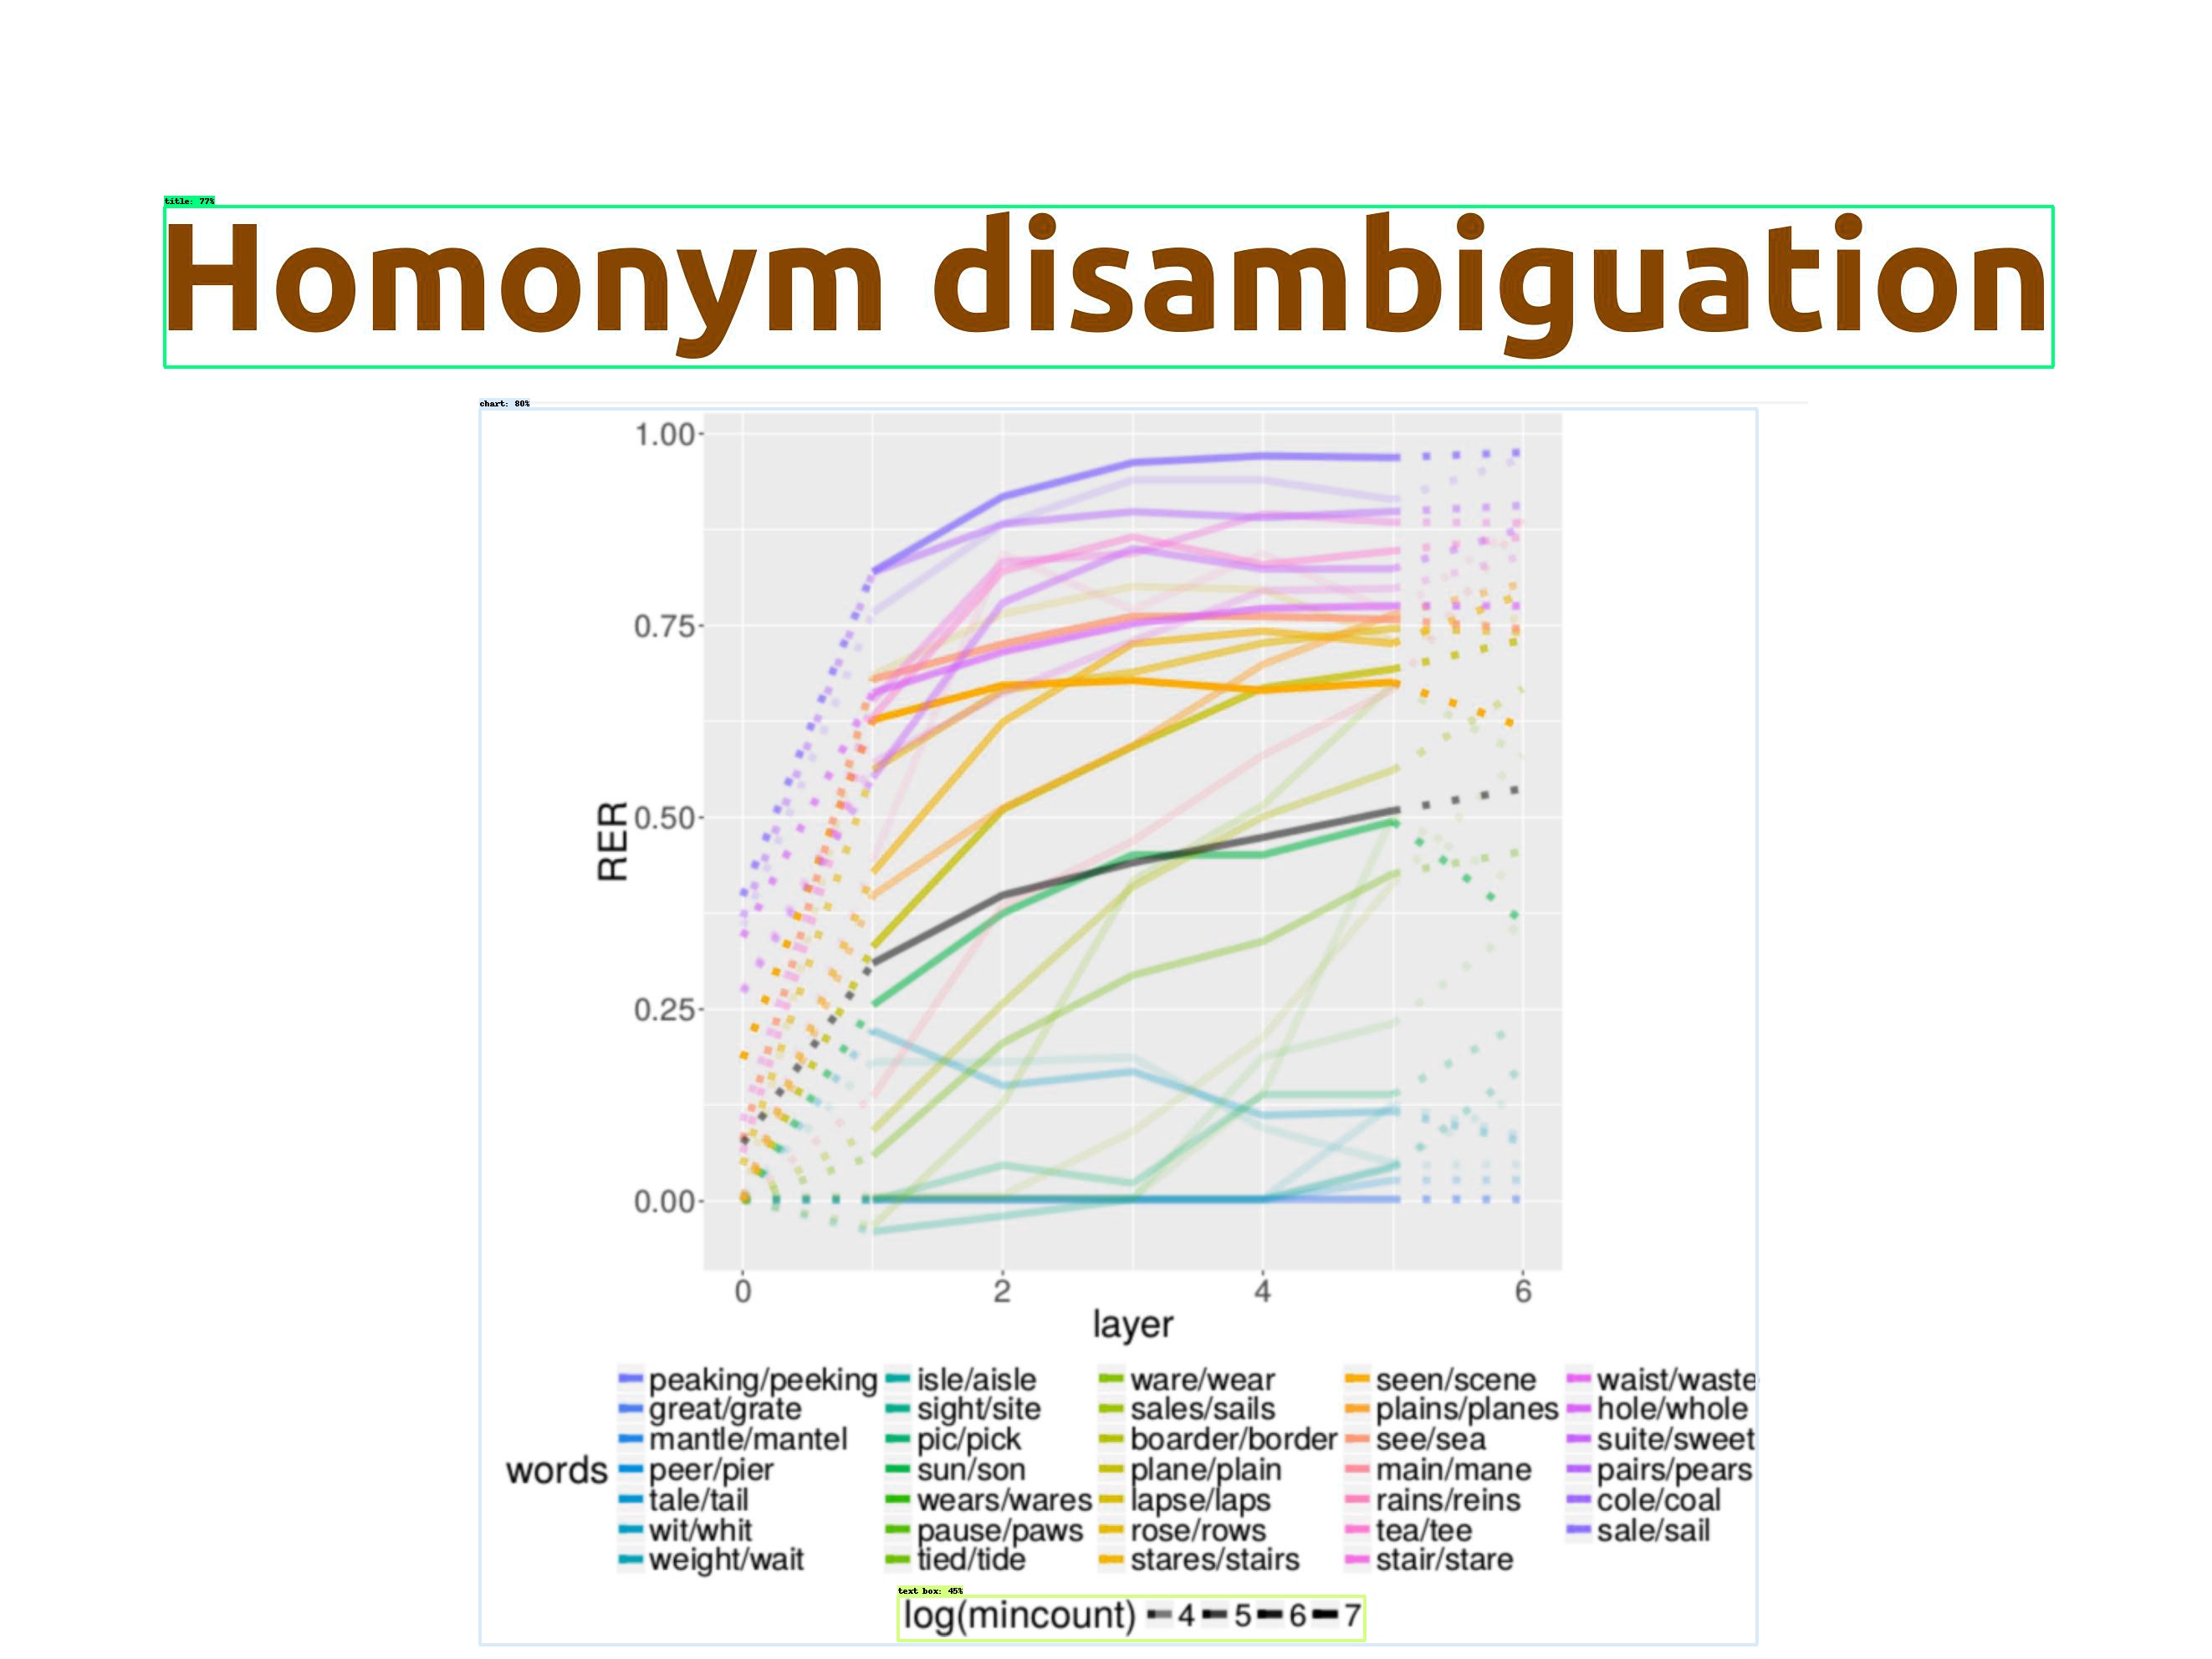 title: 77%
Homonym disambiguation
chart: 80%
1.00
0.75
0.50
0.25
0.00
RER
0 2 4 6
layer
words
peaking/peeking isle/aisle ware/wear seen/scene waist/waste
great/grate sight/site sales/sails plains/planes hole/whole
mantle/mantel pic/pick boarder/border see/sea suite/sweet
peer/pier sun/son plane/plain main/mane pairs/pears
tale/tail wears/wares lapse/laps rains/reins cole/coal
wit/whit pause/paws rose/rows tea/tee sale/sail
weight/wait tied/tide stares/stairs stair/stare
text box: 45%
log(mincount) 4 5 6 7